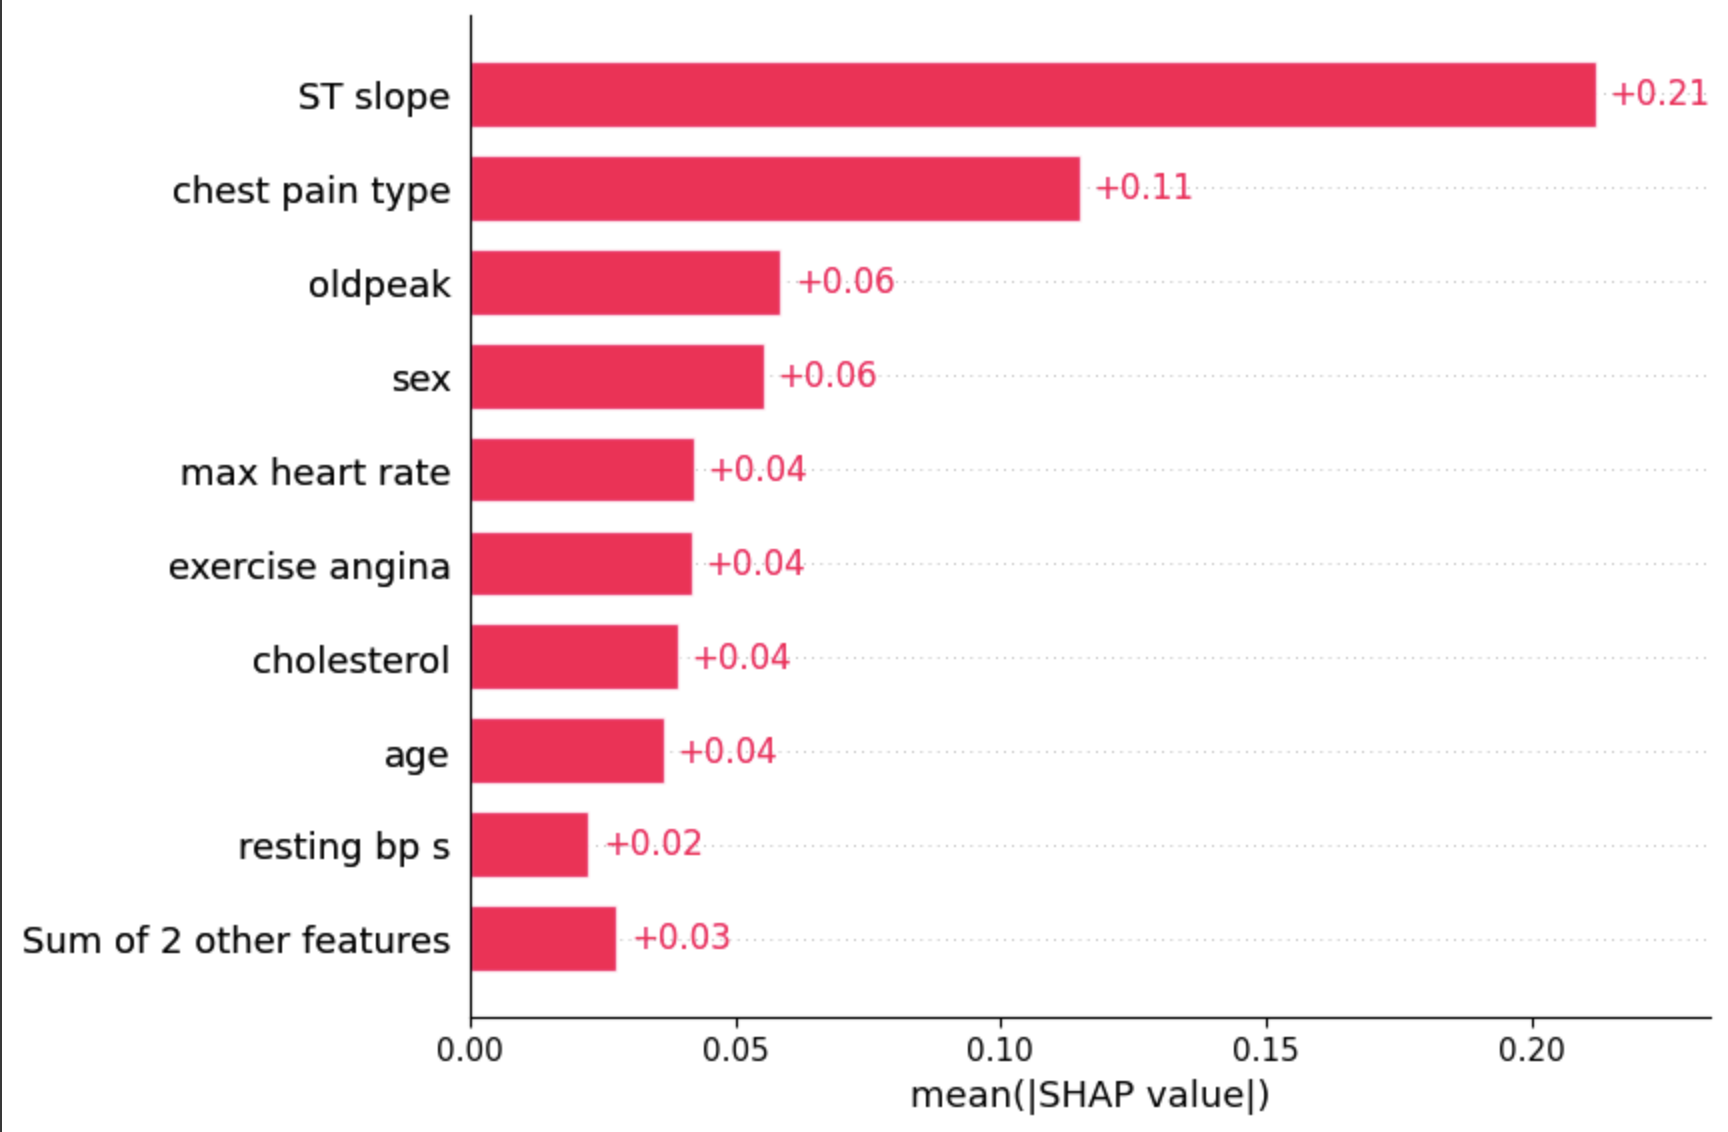 ST slope +0.21
chest pain type +0.11
oldpeak +0.06
sex +0.06
max heart rate +0.04
exercise angina +0.04
cholesterol +0.04
age +0.04
resting bp s +0.02
Sum of 2 other features +0.03
0.00 0.05 0.10 0.15 0.20
mean(|SHAP value|)